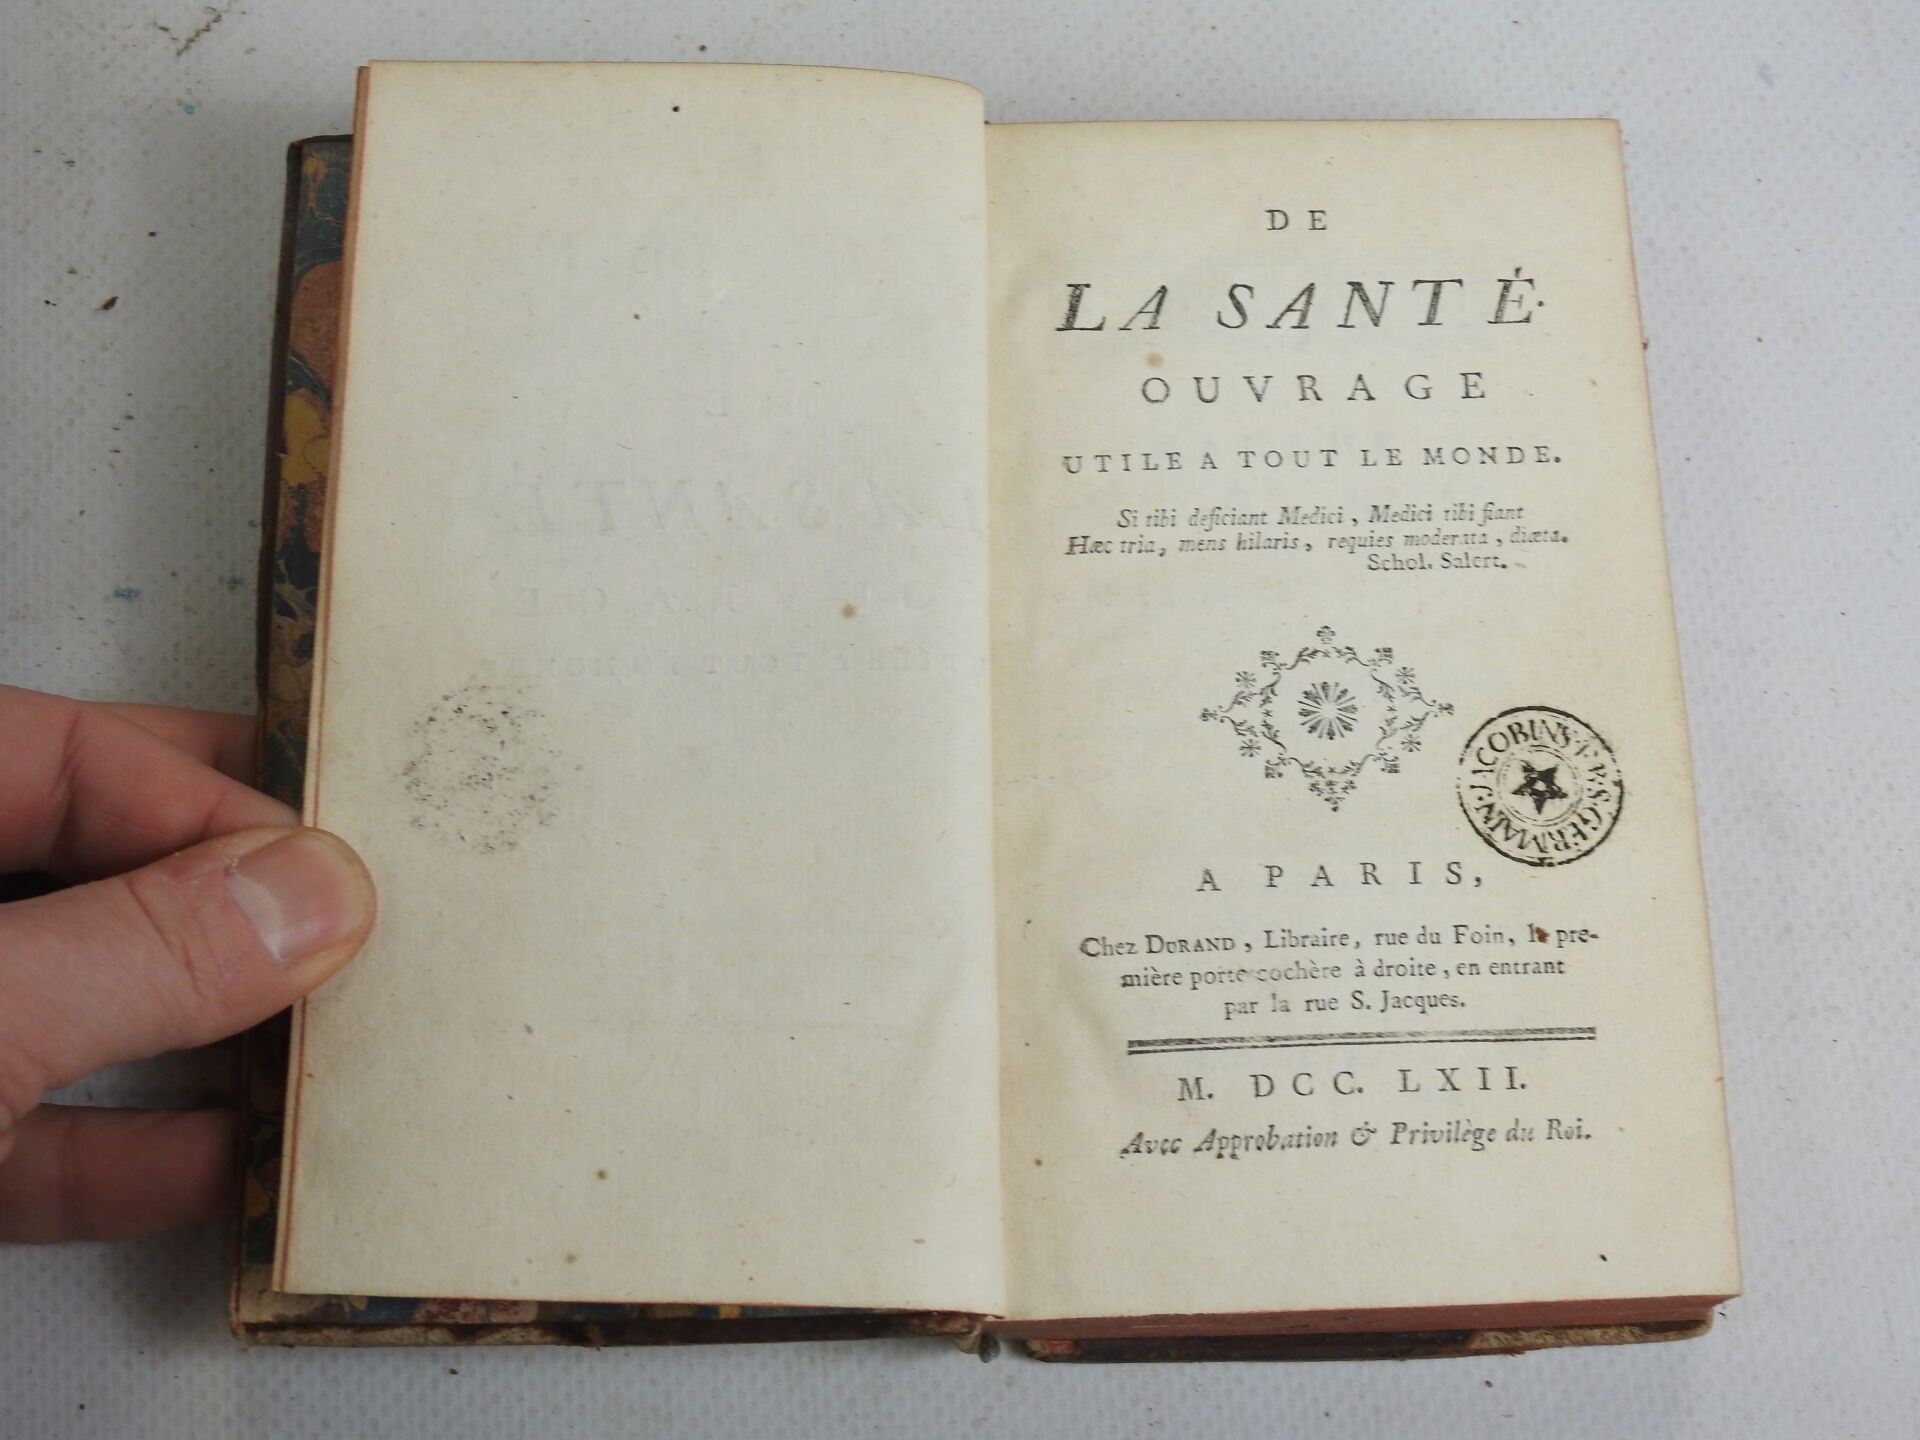 DE
LA SANTÉ.
OUVRAGE
UTILE A TOUT LE MONDE.
Si tibi deficiant Medici, Medici tibi fiant
Hæc tria, mens hilaris, requies moderata, diæta.
Schol. Salert.
JACOBINS F. B. S. GERMAIN.
A PARIS,
Chez DURAND, Libraire, rue du Foin, la pre-
mière porte cochère à droite, en entrant
par la rue S. Jacques.
M. DCC. LXII.
Avec Approbation & Privilège du Roi.